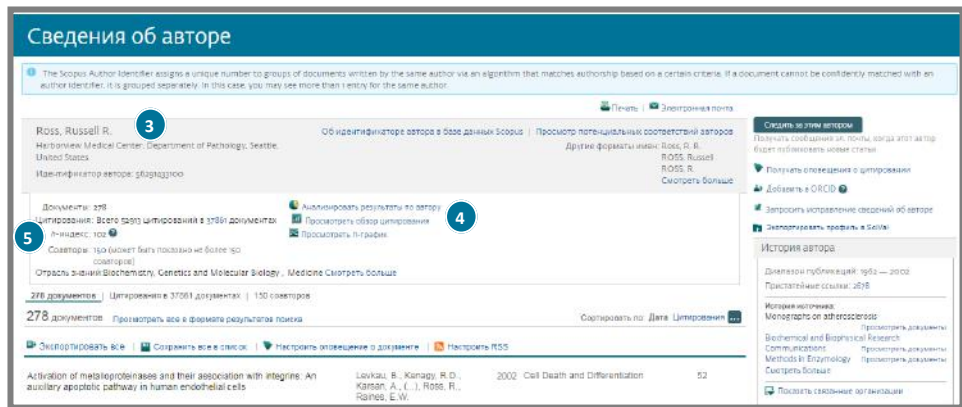 Сведения об авторе
The Scopus Author Identifier assigns a unique number to groups of documents written by the same author via an algorithm that matches authorship based on a certain criteria. If a document cannot be confidently matched with an
author identifier, it is grouped seperately. In this case, you may see more than 1 entry for the same author.
Печать | Электронная почта
Ross, Russell R.
3
Harborview Medical Center, Department of Pathology, Seattle,
United States
Идентификатор автора:
Об идентификаторе автора в базе данных Scopus | Просмотр потенциальных соответствий авторов
Другие форматы имен: Ross, R. R.
ROSS, Russell
ROSS, R.
Смотреть больше
Документы: 278
Цитирования: Всего 52913 цитирований в 37861 документах
5
h-индекс: 102
Соавторы: 150 (может быть показано не более 150
соавторов)
Отрасль знаний: Biochemistry, Genetics and Molecular Biology , Medicine Смотреть больше
Анализировать результаты по автору
Просмотреть обзор цитирования
4
Просмотреть h-график
278 документов | Цитирования в 37861 документах | 150 соавторов
278 документов Просмотреть все в формате результатов поиска
Сортировать по: Дата Цитирования ...
Экспортировать все | Сохранить все в список | Настроить оповещение о документе | Настроить RSS
Activation of metalloproteinases and their association with integrins: An
auxiliary apoptotic pathway in human endothelial cells
Levkau, B., Kenagy, R.D.,
Karsan, A., (...), Ross, R.,
Raines, E.W.
2002 Cell Death and Differentiation 52
Следить за этим автором
Получать сообщения эл. почты, когда этот автор
будет публиковать новые статьи
Получать оповещения о цитировании
Добавить в ORCID
Запросить исправление сведений об авторе
Экспортировать профиль в SciVal
История автора
Диапазон публикаций: 1962 — 2002
Пристатейные ссылки: 2678
История источника:
Monographs on atherosclerosis
Просмотреть документы
Biochemical and Biophysical Research
Communications Просмотреть документы
Methods in Enzymology Просмотреть документы
Смотреть больше
Показать связанные организации